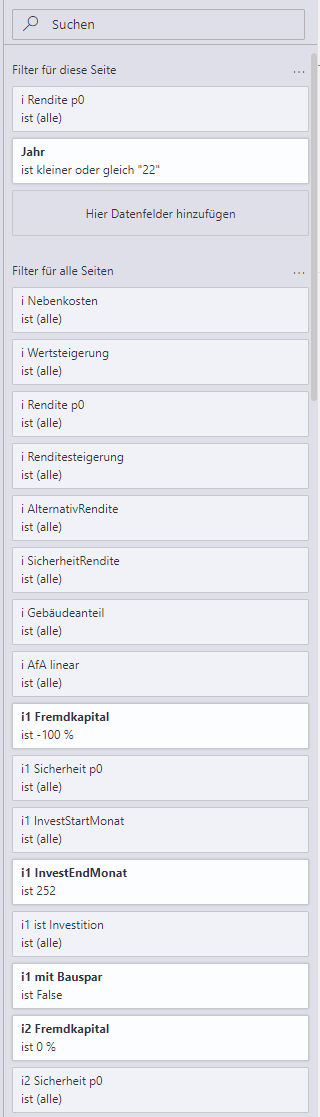 Suchen
Filter für diese Seite ...
i Rendite p0
ist (alle)
Jahr
ist kleiner oder gleich "22"
Hier Datenfelder hinzufügen
Filter für alle Seiten ...
i Nebenkosten
ist (alle)
i Wertsteigerung
ist (alle)
i Rendite p0
ist (alle)
i Renditesteigerung
ist (alle)
i AlternativRendite
ist (alle)
i SicherheitRendite
ist (alle)
i Gebäudeanteil
ist (alle)
i AfA linear
ist (alle)
i1 Fremdkapital
ist -100 %
i1 Sicherheit p0
ist (alle)
i1 InvestStartMonat
ist (alle)
i1 InvestEndMonat
ist 252
i1 ist Investition
ist (alle)
i1 mit Bauspar
ist False
i2 Fremdkapital
ist 0 %
i2 Sicherheit p0
ist (alle)